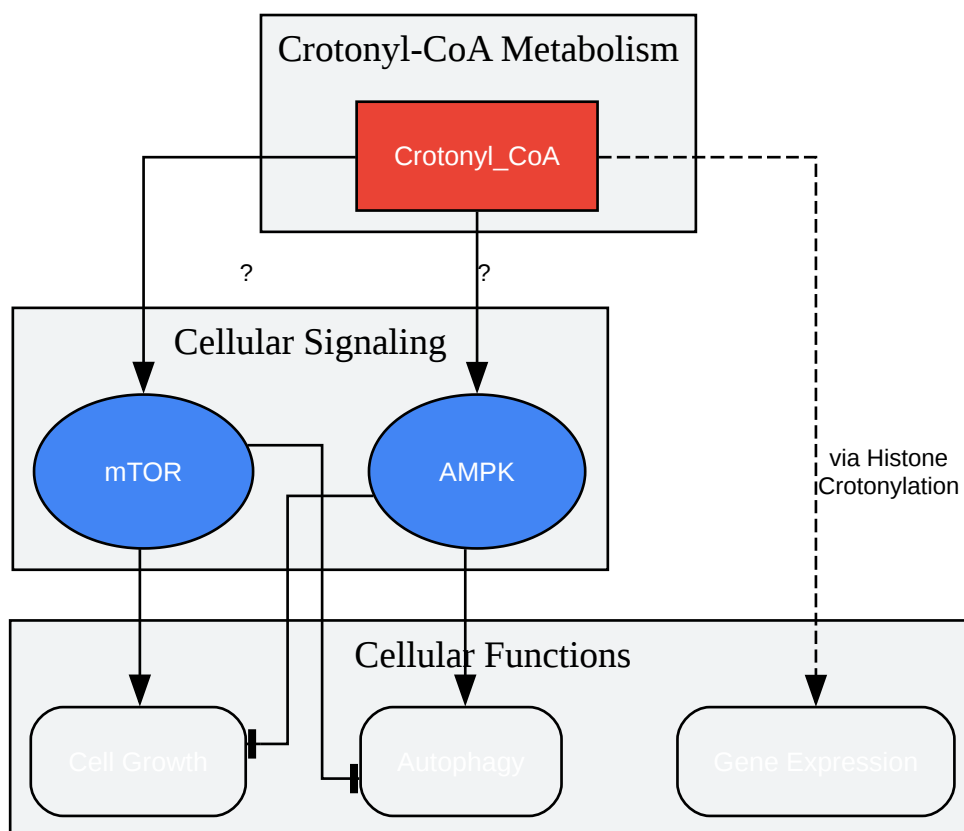 Crotonyl-CoA Metabolism
Crotonyl_CoA
?
?
Cellular Signaling
mTOR
AMPK
via Histone
Crotonylation
Cellular Functions
Cell Growth
Autophagy
Gene Expression